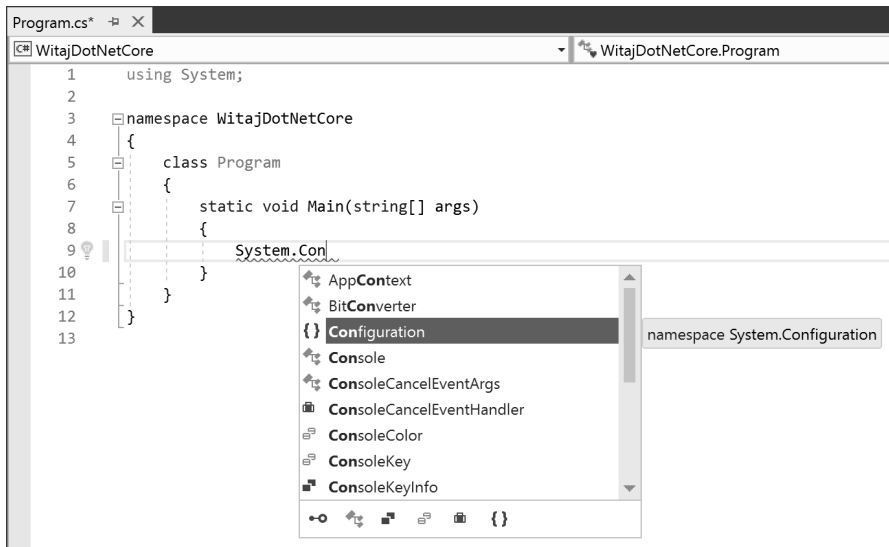 Program.cs*
C# WitajDotNetCore WitajDotNetCore.Program
1 using System;
2
3 namespace WitajDotNetCore
4 {
5 class Program
6 {
7 static void Main(string[] args)
8 {
9 System.Con
10 }
11 }
12 }
13
AppContext
BitConverter
{} Configuration namespace System.Configuration
Console
ConsoleCancelEventArgs
ConsoleCancelEventHandler
ConsoleColor
ConsoleKey
ConsoleKeyInfo
{}